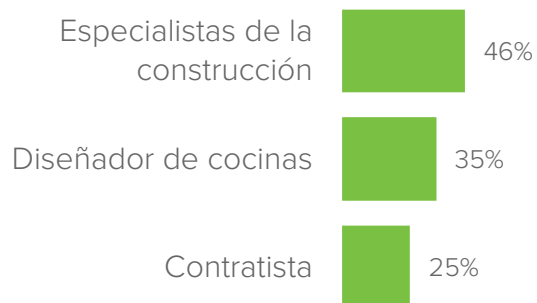 Especialistas de la
construcción
46%
Diseñador de cocinas
35%
Contratista
25%